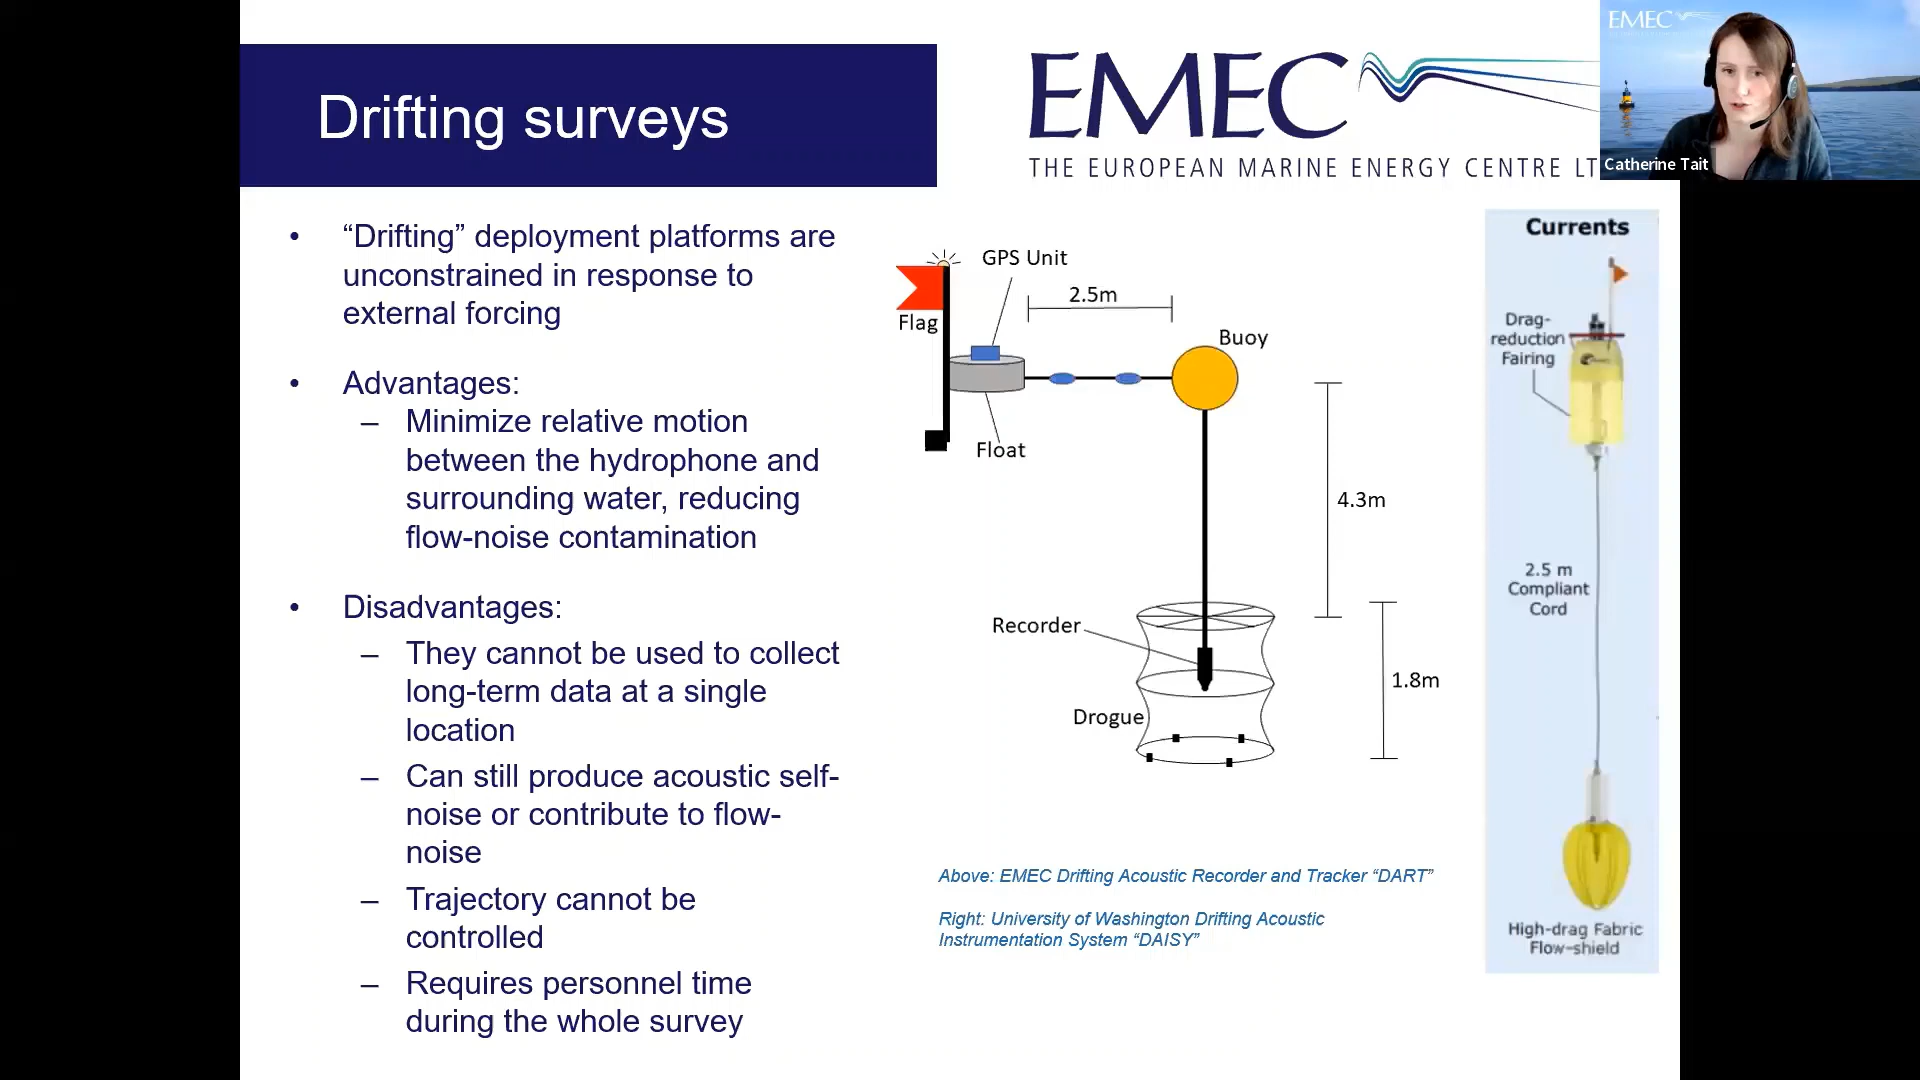 Drifting surveys
EMEC
THE EUROPEAN MARINE ENERGY CENTRE LT
EMEC
Catherine Tait
• “Drifting” deployment platforms are
unconstrained in response to
external forcing
• Advantages:
– Minimize relative motion
between the hydrophone and
surrounding water, reducing
flow-noise contamination
• Disadvantages:
– They cannot be used to collect
long-term data at a single
location
– Can still produce acoustic self-
noise or contribute to flow-
noise
– Trajectory cannot be
controlled
– Requires personnel time
during the whole survey
GPS Unit
2.5m
Flag
Buoy
Float
4.3m
Recorder
1.8m
Drogue
Above: EMEC Drifting Acoustic Recorder and Tracker “DART”
Right: University of Washington Drifting Acoustic
Instrumentation System “DAISY”
Currents
Drag-
reduction
Fairing
2.5 m
Compliant
Cord
High-drag Fabric
Flow-shield